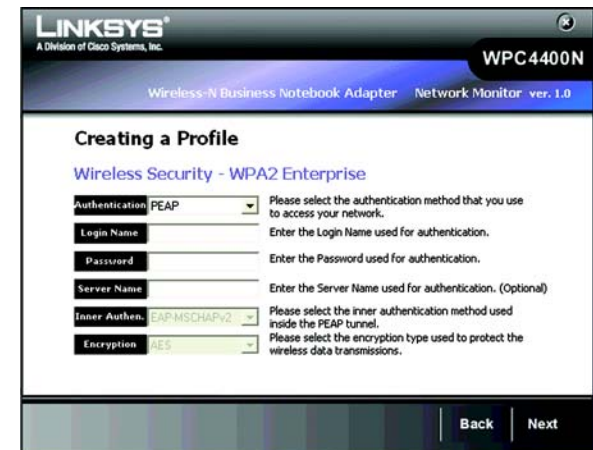 LINKSYS®
A Division of Cisco Systems, Inc.
WPC4400N
Wireless-N Business Notebook Adapter Network Monitor ver. 1.0
Creating a Profile
Wireless Security - WPA2 Enterprise
Authentication PEAP Please select the authentication method that you use
to access your network.
Login Name Enter the Login Name used for authentication.
Password Enter the Password used for authentication.
Server Name Enter the Server Name used for authentication. (Optional)
Inner Authen. EAP-MSCHAPv2 Please select the inner authentication method used
inside the PEAP tunnel.
Encryption AES Please select the encryption type used to protect the
wireless data transmissions.
Back Next